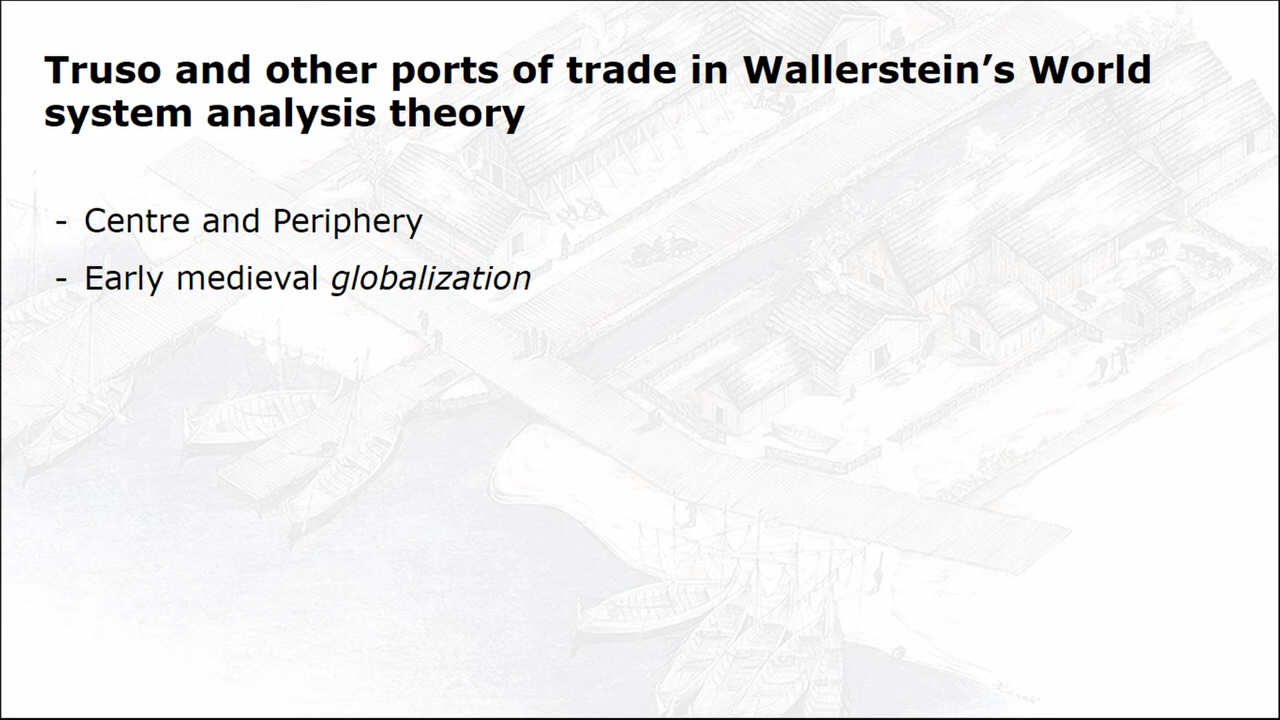 Truso and other ports of trade in Wallerstein’s World
system analysis theory
- Centre and Periphery
- Early medieval globalization